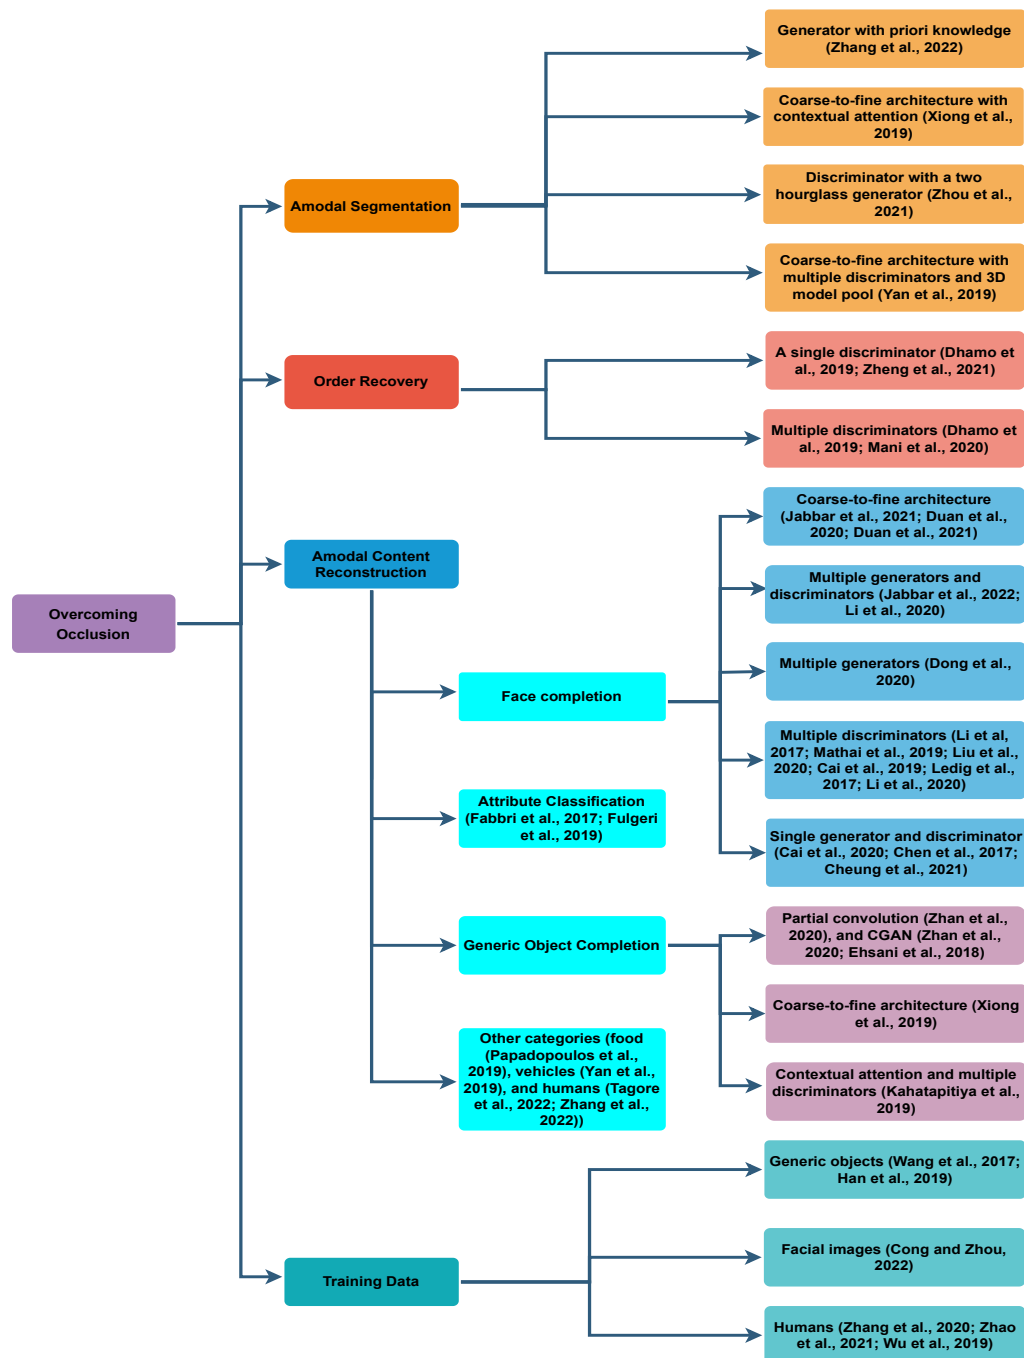 Generator with priori knowledge
(Zhang et al., 2022)
Coarse-to-fine architecture with
contextual attention (Xiong et al.,
2019)
Amodal Segmentation
Discriminator with a two
hourglass generator (Zhou et al.,
2021)
Coarse-to-fine architecture with
multiple discriminators and 3D
model pool (Yan et al., 2019)
Order Recovery
A single discriminator (Dhamo et
al., 2019; Zheng et al., 2021)
Multiple discriminators (Dhamo et
al., 2019; Mani et al., 2020)
Overcoming
Occlusion
Amodal Content
Reconstruction
Face completion
Coarse-to-fine architecture
(Jabbar et al., 2021; Duan et al.,
2020; Duan et al., 2021)
Multiple generators and
discriminators (Jabbar et al., 2022;
Li et al., 2020)
Multiple generators (Dong et al.,
2020)
Multiple discriminators (Li et al,
2017; Mathai et al., 2019; Liu et al.,
2020; Cai et al., 2019; Ledig et al.,
2017; Li et al., 2020)
Single generator and discriminator
(Cai et al., 2020; Chen et al., 2017;
Cheung et al., 2021)
Attribute Classification
(Fabbri et al., 2017; Fulgeri
et al., 2019)
Generic Object Completion
Partial convolution (Zhan et al.,
2020), and CGAN (Zhan et al.,
2020; Ehsani et al., 2018)
Coarse-to-fine architecture (Xiong
et al., 2019)
Contextual attention and multiple
discriminators (Kahatapitiya et al.,
2019)
Other categories (food
(Papadopoulos et al.,
2019), vehicles (Yan et al.,
2019), and humans (Tagore
et al., 2022; Zhang et al.,
2022))
Training Data
Generic objects (Wang et al., 2017;
Han et al., 2019)
Facial images (Cong and Zhou,
2022)
Humans (Zhang et al., 2020; Zhao
et al., 2021; Wu et al., 2019)